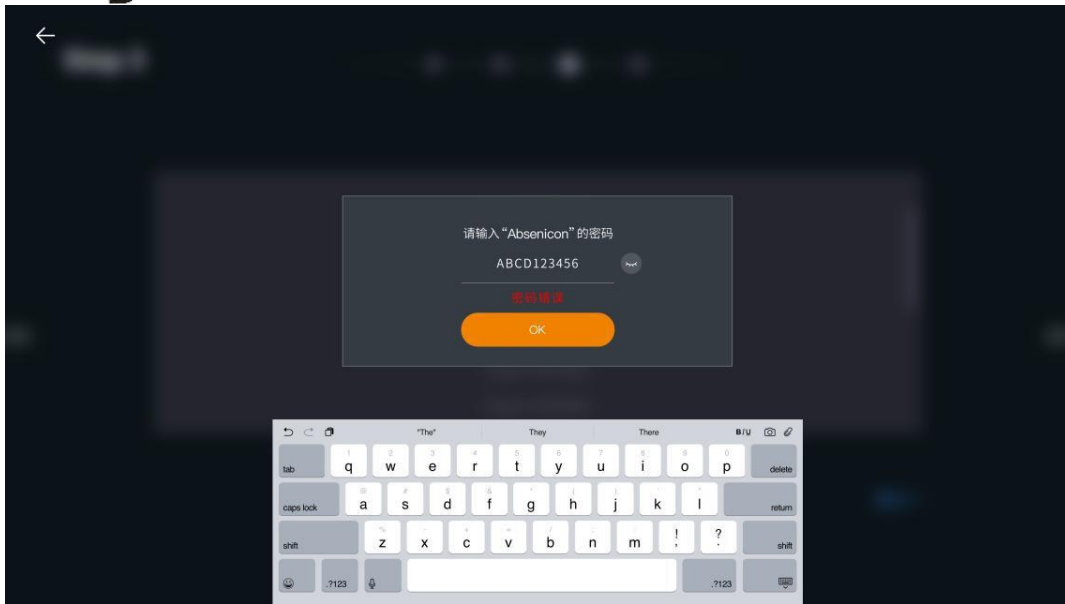 请输入“Absenicon”的密码
ABCD123456
密码错误
OK
"The" They There B/U
tab q w e r t y u i o p delete
caps lock a s d f g h j k l return
shift z x c v b n m ! , ? . shift
.?123 .?123